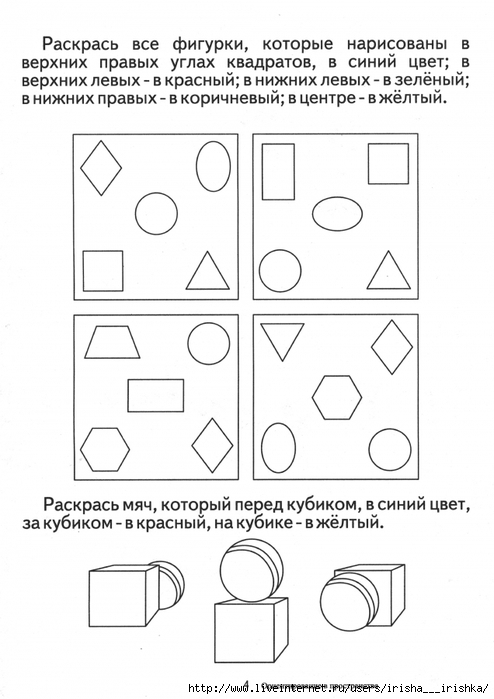 Раскрась все фигурки, которые нарисованы в
верхних правых углах квадратов, в синий цвет; в
верхних левых - в красный; в нижних левых - в зелёный;
в нижних правых - в коричневый; в центре - в жёлтый.
Раскрась мяч, который перед кубиком, в синий цвет,
за кубиком - в красный, на кубике - в жёлтый.
4
http://www.liveinternet.ru/users/irisha___irishka/